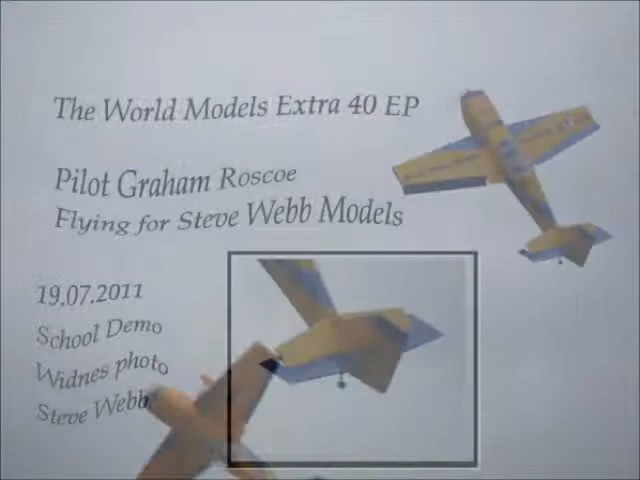 The World Models Extra 40 EP
Pilot Graham Roscoe
Flying for Steve Webb Models
19.07.2011
School Demo
Widnes photo
Steve Webb